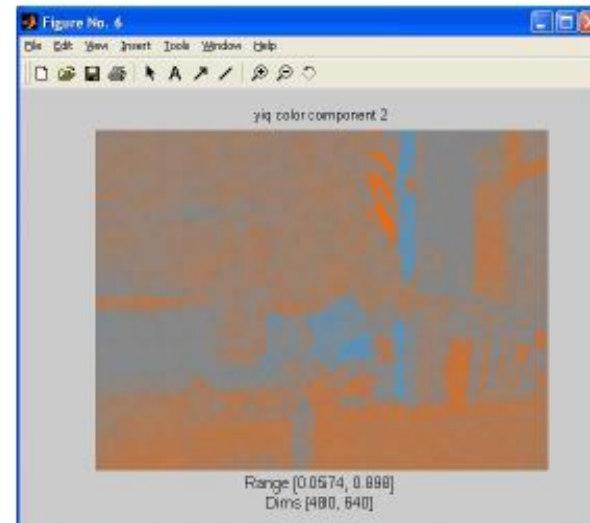 Figure No. 6
File Edit View Insert Tools Window Help
A
yiq color component 2
Range [0.0574, 0.898]
Dims [480, 640]